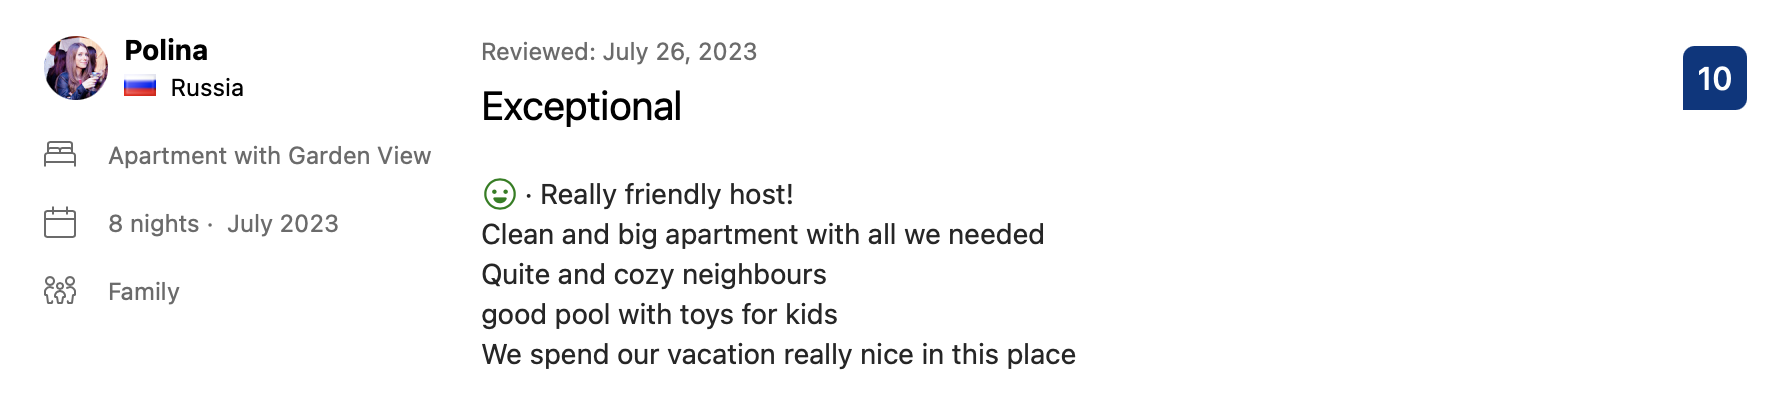 Polina
Russia
Apartment with Garden View
8 nights · July 2023
Family
Reviewed: July 26, 2023
Exceptional
10
· Really friendly host!
Clean and big apartment with all we needed
Quite and cozy neighbours
good pool with toys for kids
We spend our vacation really nice in this place